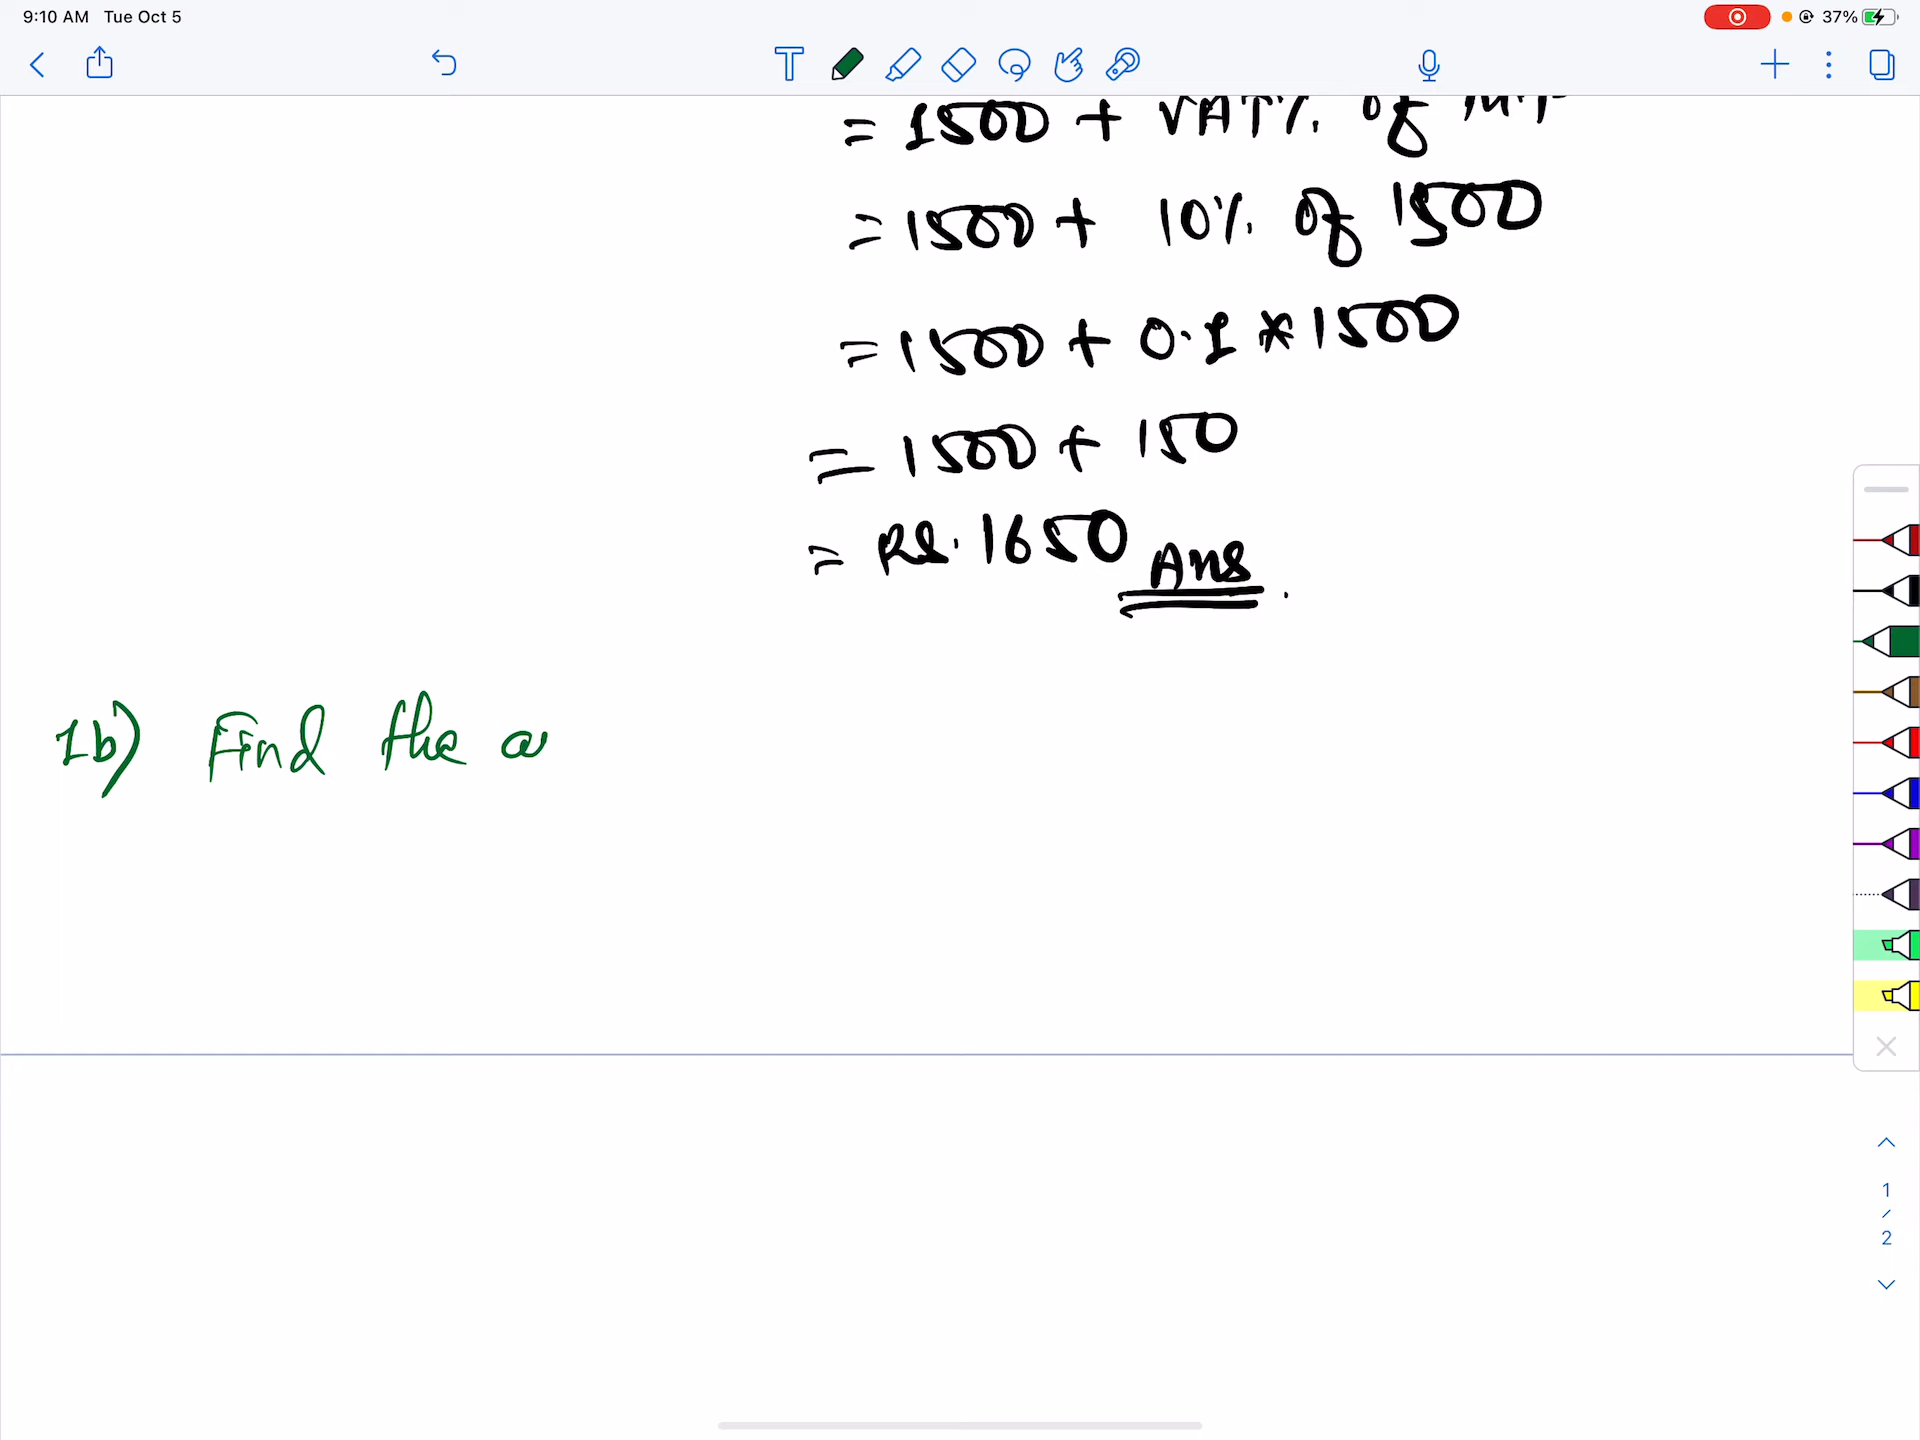 9:10 AM Tue Oct 5 37%
= 1500 + VAT% of MP
= 1500 + 10% of 1500
= 1500 + 0.1 * 1500
= 1500 + 150
= Rs. 1650 Ans.
1b) Find the a
1
/
2